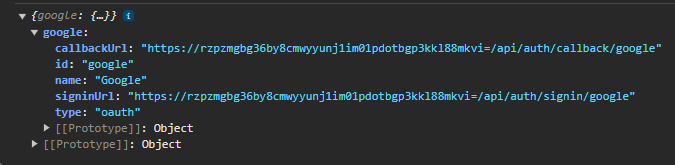 ▼ {google: {…}} i
▼ google:
callbackUrl: "https://rzpzmgbg36by8cmwyyunj1im01pdotbgp3kkl88mkvi=/api/auth/callback/google"
id: "google"
name: "Google"
signinUrl: "https://rzpzmgbg36by8cmwyyunj1im01pdotbgp3kkl88mkvi=/api/auth/signin/google"
type: "oauth"
▶ [[Prototype]]: Object
▶ [[Prototype]]: Object